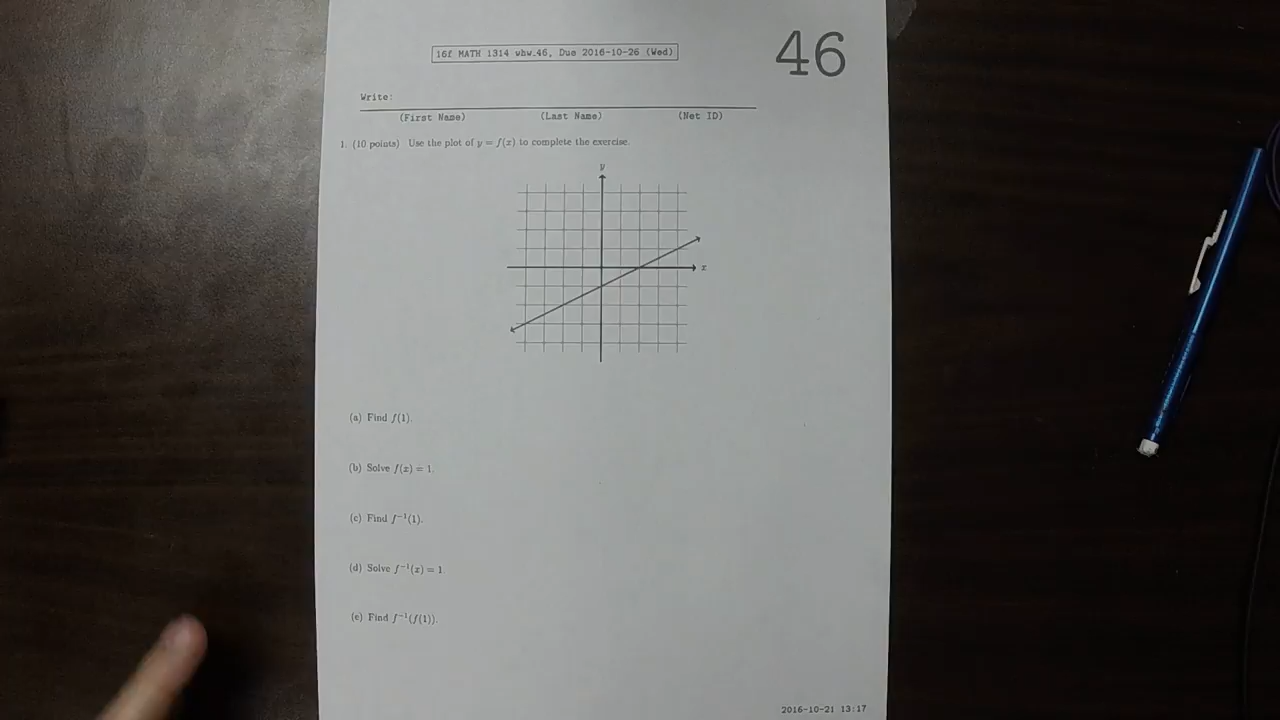 16f MATH 1314 whw.46, Due 2016-10-26 (Wed)
46
Write:
(First Name) (Last Name) (Net ID)
1. (10 points) Use the plot of y = f(x) to complete the exercise.
y
x
(a) Find f(1).
(b) Solve f(x) = 1.
(c) Find f⁻¹(1).
(d) Solve f⁻¹(x) = 1
(e) Find f⁻¹(f(1)).
2016-10-21 13:17